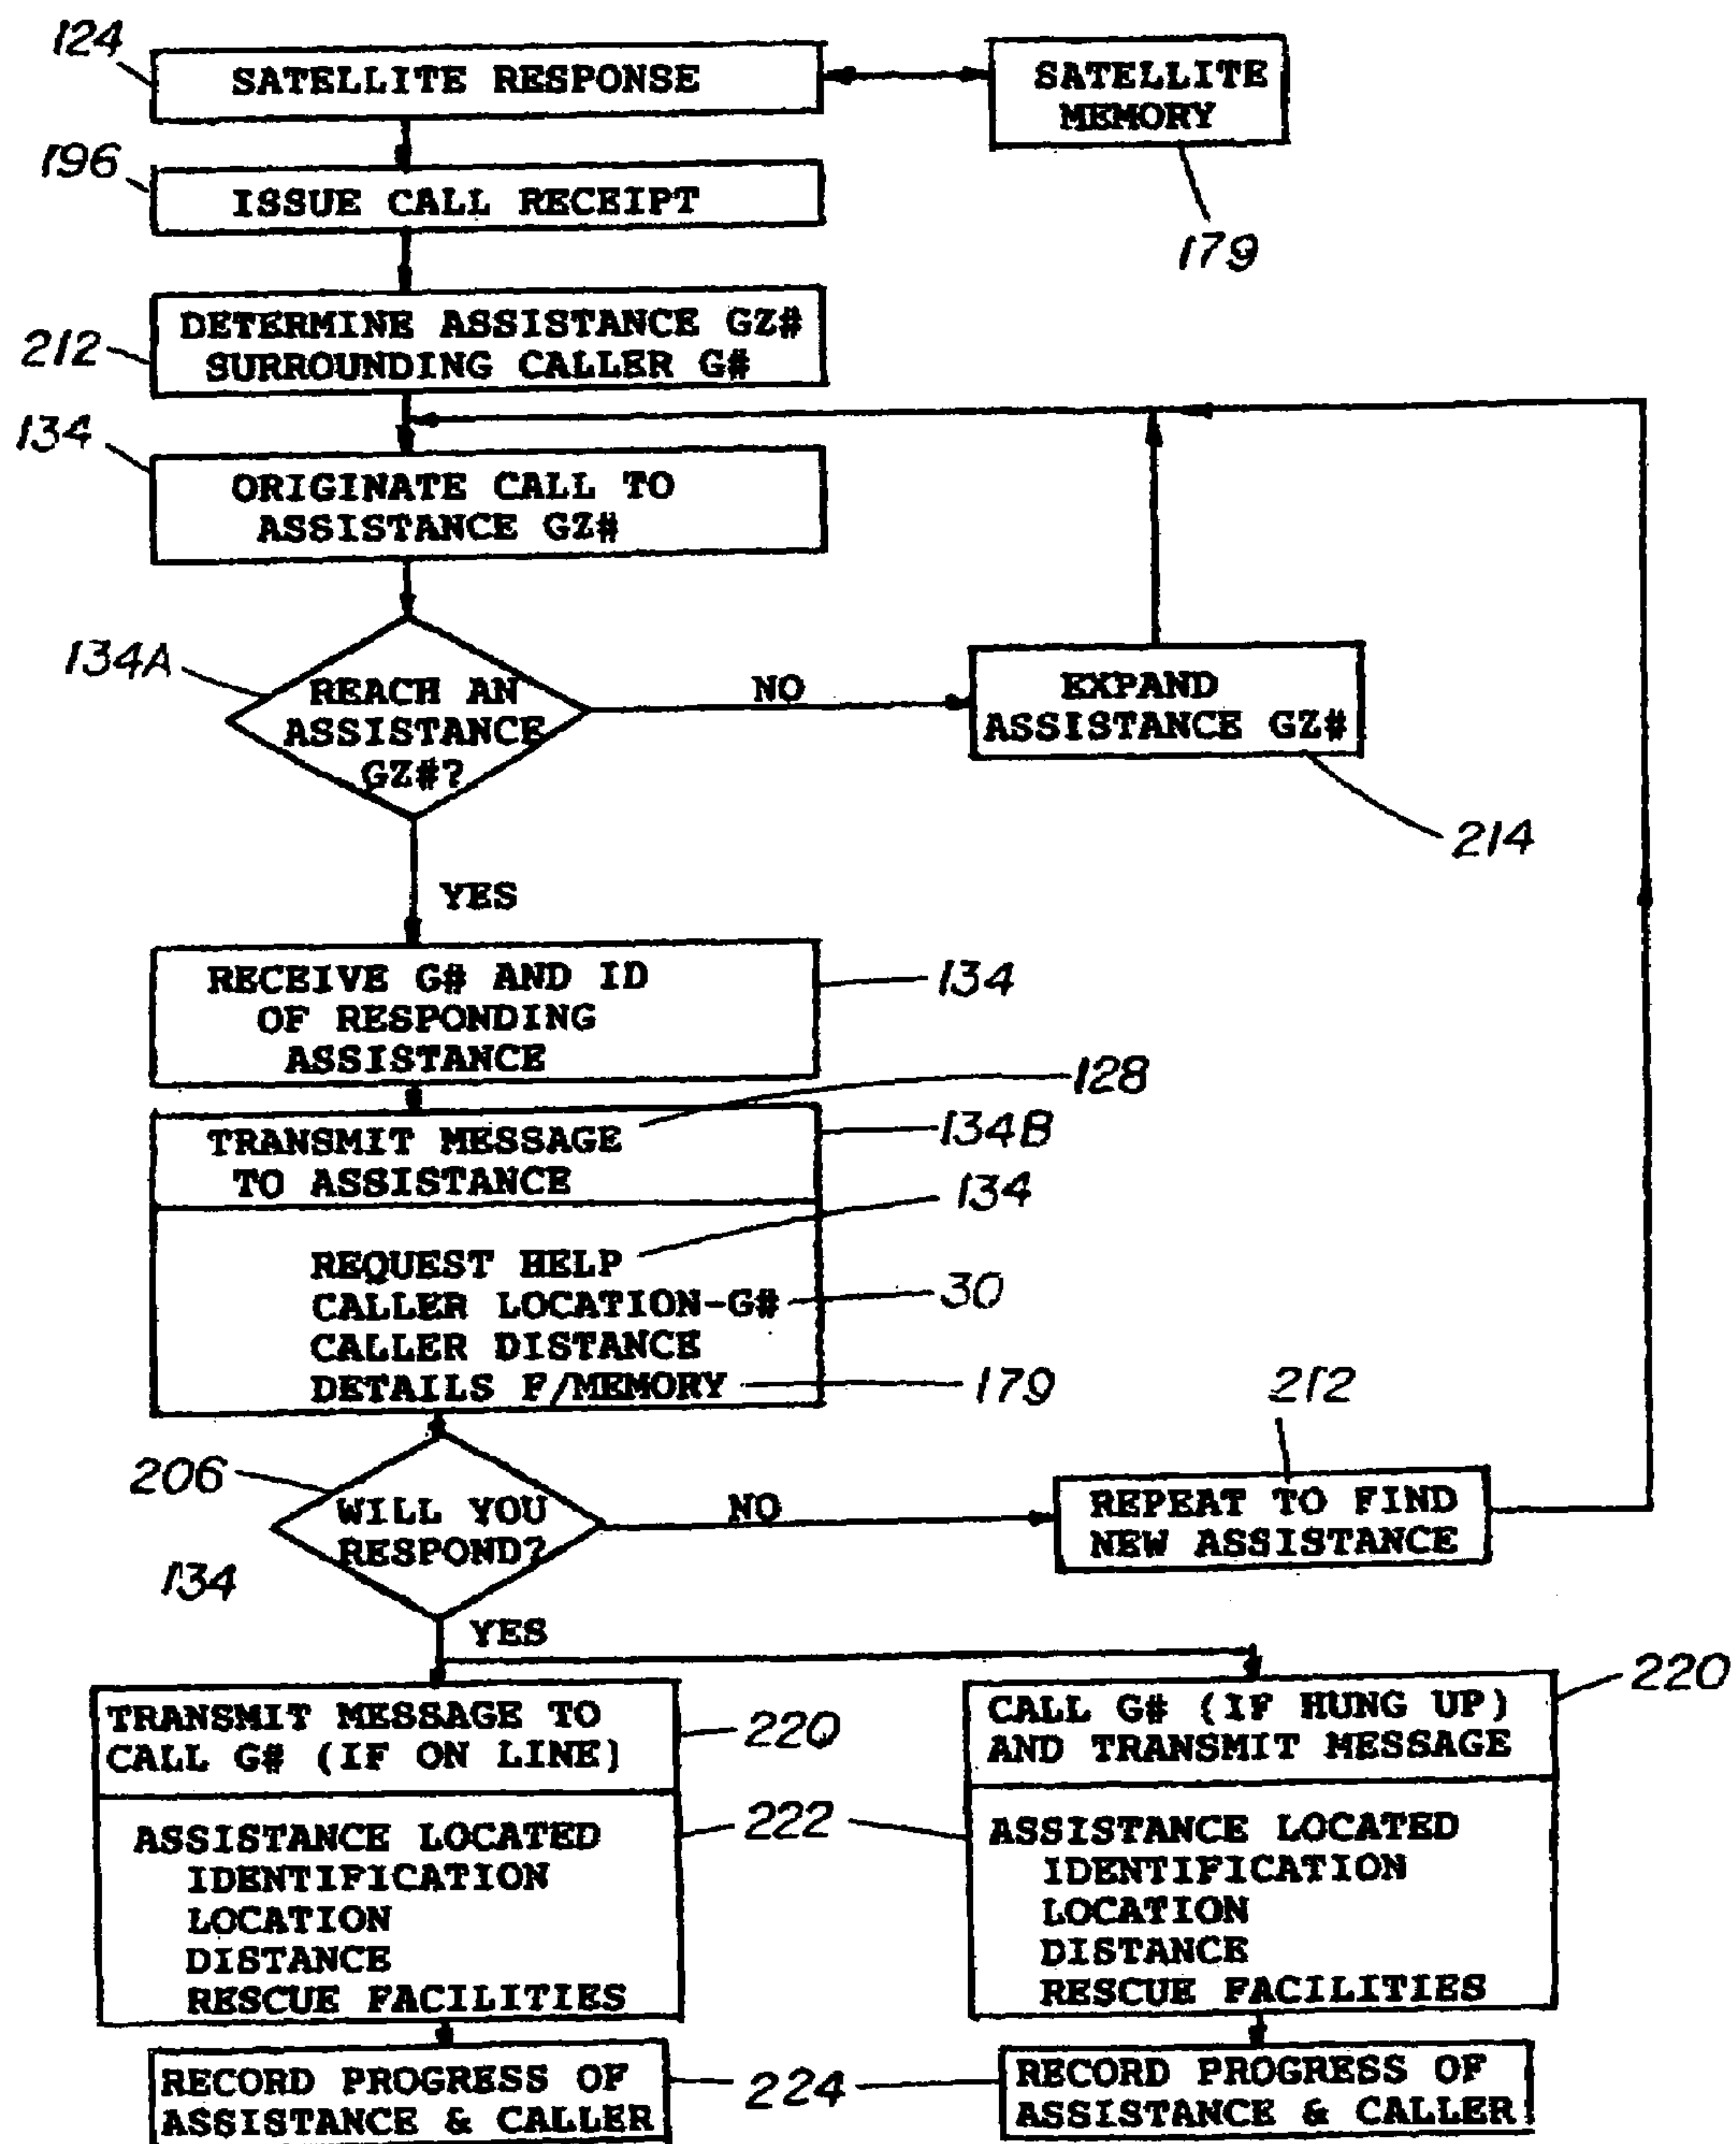 124
SATELLITE RESPONSE
SATELLITE
MEMORY
179
196
ISSUE CALL RECEIPT
212
DETERMINE ASSISTANCE GZ#
SURROUNDING CALLER G#
134
ORIGINATE CALL TO
ASSISTANCE GZ#
134A
REACH AN
ASSISTANCE
GZ#?
NO
EXPAND
ASSISTANCE GZ#
214
YES
RECEIVE G# AND ID
OF RESPONDING
ASSISTANCE
134
128
TRANSMIT MESSAGE
TO ASSISTANCE
134B
134
REQUEST HELP
CALLER LOCATION-G#
30
CALLER DISTANCE
DETAILS F/MEMORY
179
206
WILL YOU
RESPOND?
134
NO
212
REPEAT TO FIND
NEW ASSISTANCE
YES
TRANSMIT MESSAGE TO
CALL G# (IF ON LINE)
220
CALL G# (IF HUNG UP)
AND TRANSMIT MESSAGE
220
ASSISTANCE LOCATED
IDENTIFICATION
LOCATION
DISTANCE
RESCUE FACILITIES
222
ASSISTANCE LOCATED
IDENTIFICATION
LOCATION
DISTANCE
RESCUE FACILITIES
RECORD PROGRESS OF
ASSISTANCE & CALLER
224
RECORD PROGRESS OF
ASSISTANCE & CALLER